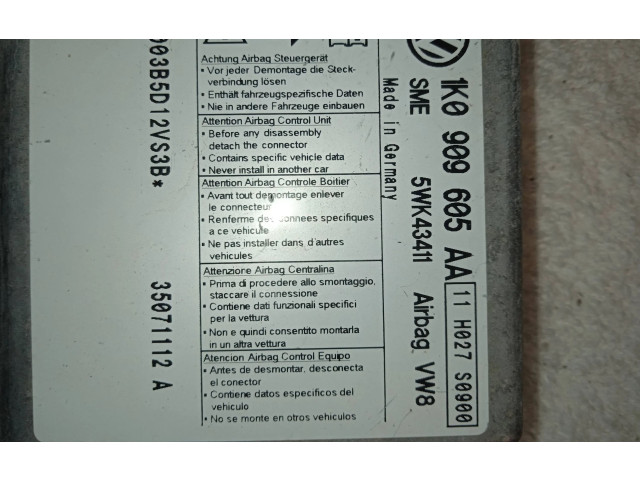 Achtung Airbag Steuergerät
• Vor jeder Demontage die Steck-
verbindung lösen
• Enthält fahrzeugspezifische Daten
• Nie in andere Fahrzeuge einbauen
Attention Airbag Control Unit
• Before any disassembly
detach the connector
• Contains specific vehicle data
• Never install in another car
Attention Airbag Controle Boitier
• Avant tout demontage enlever
le connecteur
• Renferme des donnees specifiques
a ce vehicule
• Ne pas installer dans d'autres
vehicules
Attenzione Airbag Centralina
• Prima di procedere allo smontaggio,
staccare il connessione
• Contiene dati funzionali specifici
per la vettura
• Non e quindi consentito montarla
in un altra vettura
Atencion Airbag Control Equipo
• Antes de desmontar, desconecta
el conector
• Contiene datos especificos del
vehiculo
• No se monte en otros vehiculos
1K0 909 605 AA
11 H027 S0900
SME 5WK43411 Airbag VW8
Made in Germany
003B5D12VS3B*
35071112 A